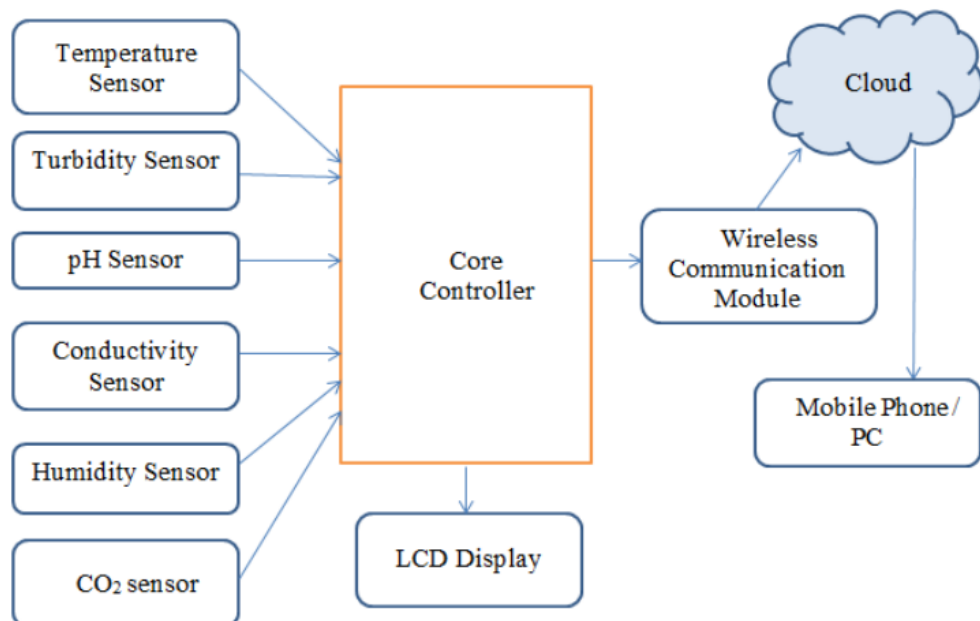 Temperature
Sensor
Turbidity Sensor
pH Sensor
Conductivity
Sensor
Humidity Sensor
CO₂ sensor
Core
Controller
LCD Display
Wireless
Communication
Module
Cloud
Mobile Phone /
PC